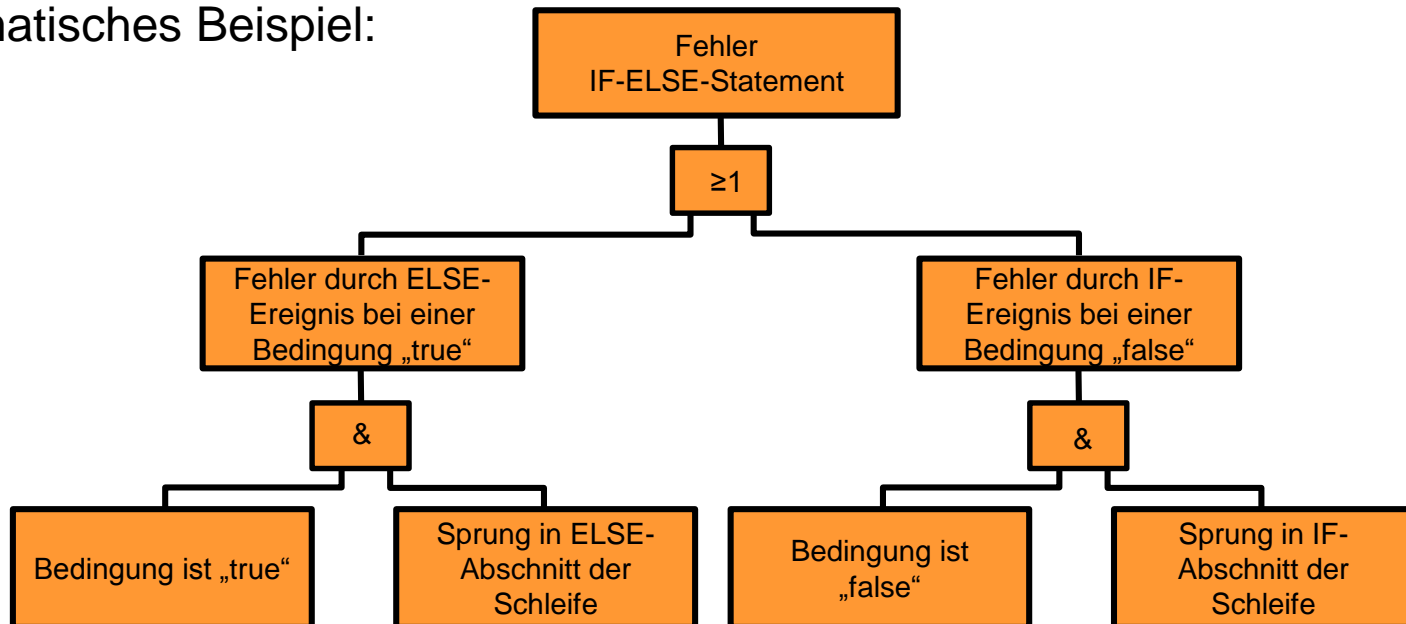 natisches Beispiel:
Fehler
IF-ELSE-Statement
≥1
Fehler durch ELSE-
Ereignis bei einer
Bedingung „true“
Fehler durch IF-
Ereignis bei einer
Bedingung „false“
&
&
Bedingung ist „true“
Sprung in ELSE-
Abschnitt der
Schleife
Bedingung ist
„false“
Sprung in IF-
Abschnitt der
Schleife